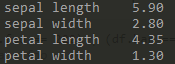 sepal length    5.90
sepal width     2.80
petal length    4.35
petal width     1.30